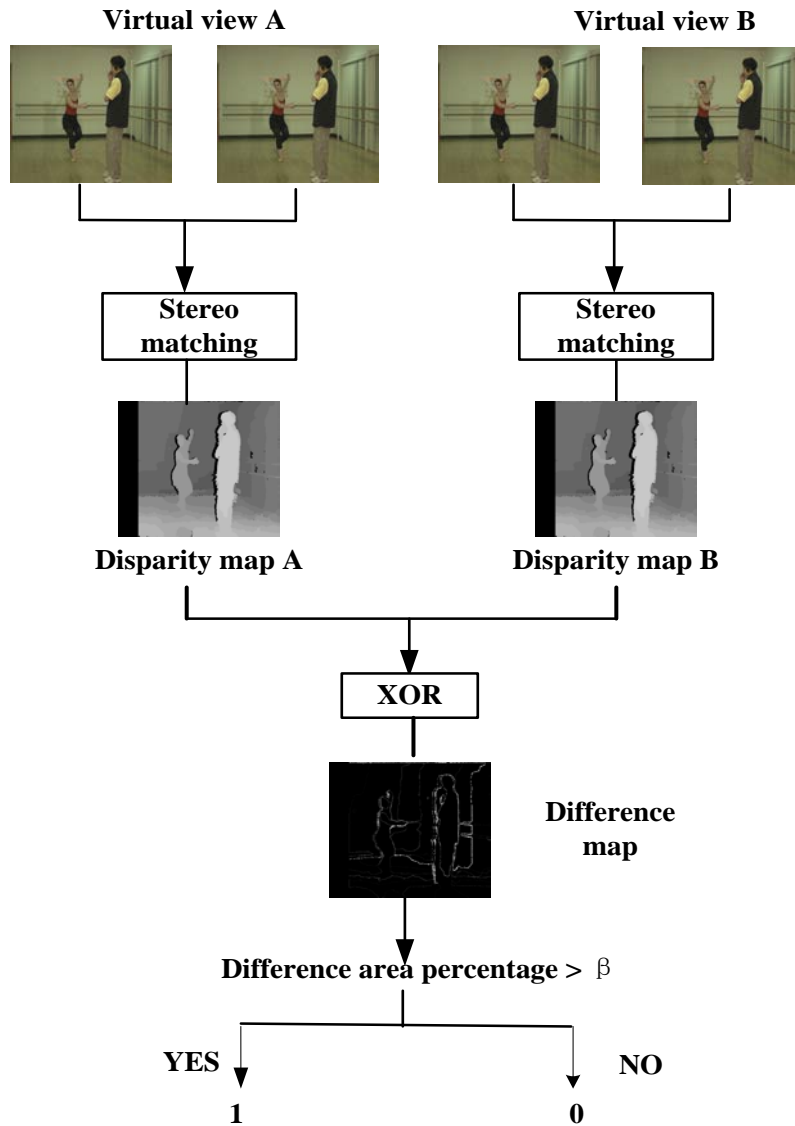 Virtual view A
Virtual view B
Stereo
matching
Stereo
matching
Disparity map A
Disparity map B
XOR
Difference
map
Difference area percentage > β
YES
NO
1
0